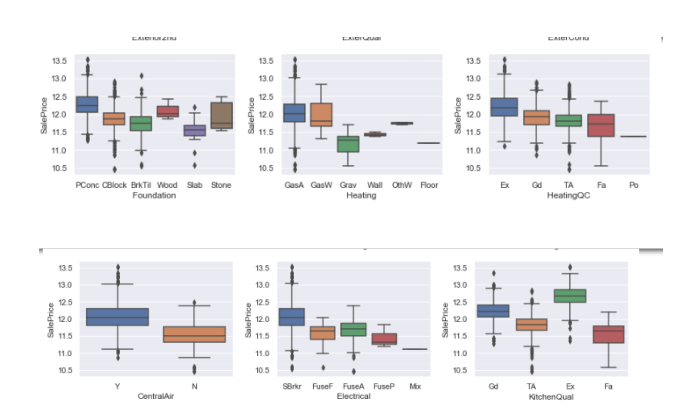 Exterior2nd
ExterQual
ExterCond
SalePrice
13.5
13.0
12.5
12.0
11.5
11.0
10.5
PConc CBlock BrkTil Wood Slab Stone
Foundation
SalePrice
13.5
13.0
12.5
12.0
11.5
11.0
10.5
GasA GasW Grav Wall OthW Floor
Heating
SalePrice
13.5
13.0
12.5
12.0
11.5
11.0
10.5
Ex Gd TA Fa Po
HeatingQC
SalePrice
13.5
13.0
12.5
12.0
11.5
11.0
10.5
Y N
CentralAir
SalePrice
13.5
13.0
12.5
12.0
11.5
11.0
10.5
SBrkr FuseF FuseA FuseP Mix
Electrical
SalePrice
13.5
13.0
12.5
12.0
11.5
11.0
10.5
Gd TA Ex Fa
KitchenQual